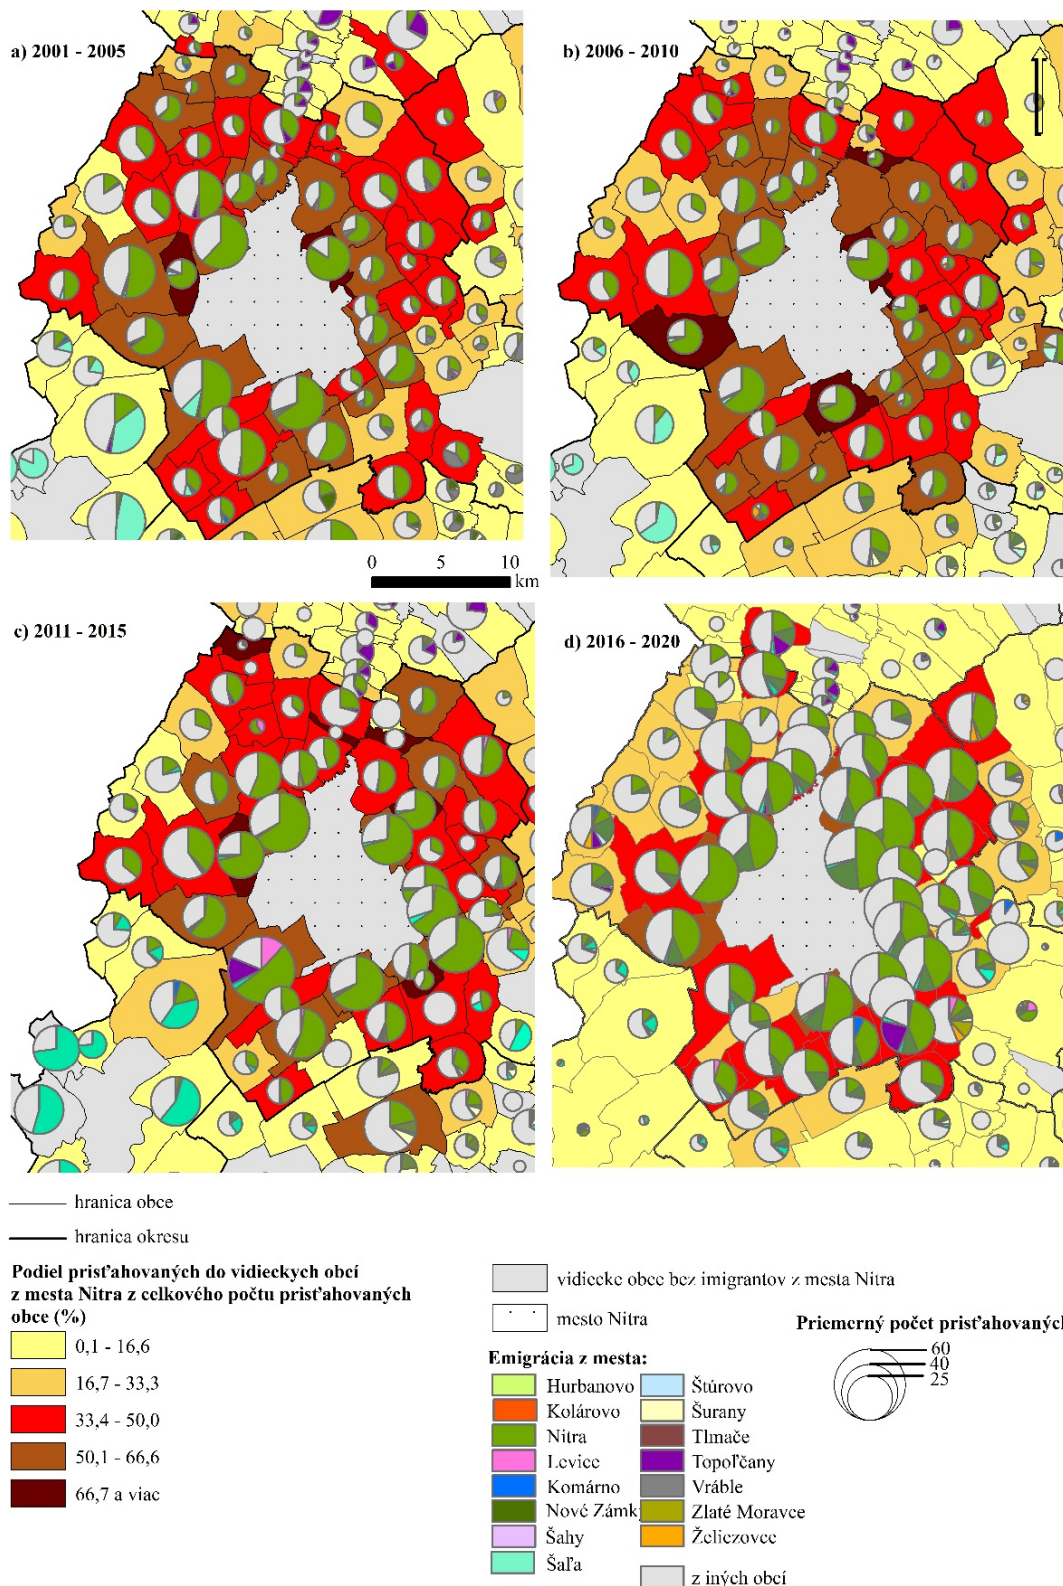 a) 2001 - 2005
b) 2006 - 2010
0 5 10
km
c) 2011 - 2015
d) 2016 - 2020
hranica obce
hranica okresu
Podiel prisťahovaných do vidieckych obcí
z mesta Nitra z celkového počtu prisťahovaných
obce (%)
0,1 - 16,6
16,7 - 33,3
33,4 - 50,0
50,1 - 66,6
66,7 a viac
vidiecke obce bez imigrantov z mesta Nitra
mesto Nitra
Emigrácia z mesta:
Hurbanovo
Kolárovo
Nitra
Levice
Komárno
Nové Zámk
Šahy
Šaľa
Štúrovo
Šurany
Tlmače
Topoľčany
Vráble
Zlaté Moravce
Želiezovce
z iných obcí
Priemerný počet prisťahovaných
60
40
25